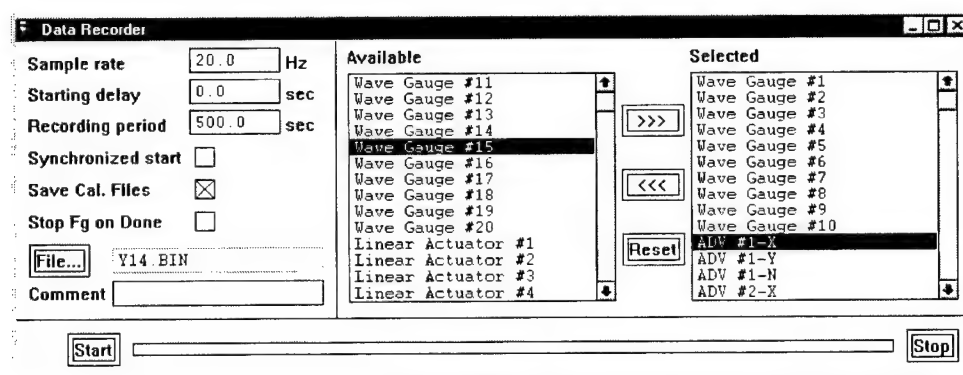 Data Recorder
Sample rate 20.0 Hz
Starting delay 0.0 sec
Recording period 500.0 sec
Synchronized start
Save Cal. Files
Stop Fg on Done
File... Y14.BIN
Comment
Available
Wave Gauge #11
Wave Gauge #12
Wave Gauge #13
Wave Gauge #14
Wave Gauge #15
Wave Gauge #16
Wave Gauge #17
Wave Gauge #18
Wave Gauge #19
Wave Gauge #20
Linear Actuator #1
Linear Actuator #2
Linear Actuator #3
Linear Actuator #4
>>>
<<<
Reset
Selected
Wave Gauge #1
Wave Gauge #2
Wave Gauge #3
Wave Gauge #4
Wave Gauge #5
Wave Gauge #6
Wave Gauge #7
Wave Gauge #8
Wave Gauge #9
Wave Gauge #10
ADV #1-X
ADV #1-Y
ADV #1-N
ADV #2-X
Start
Stop